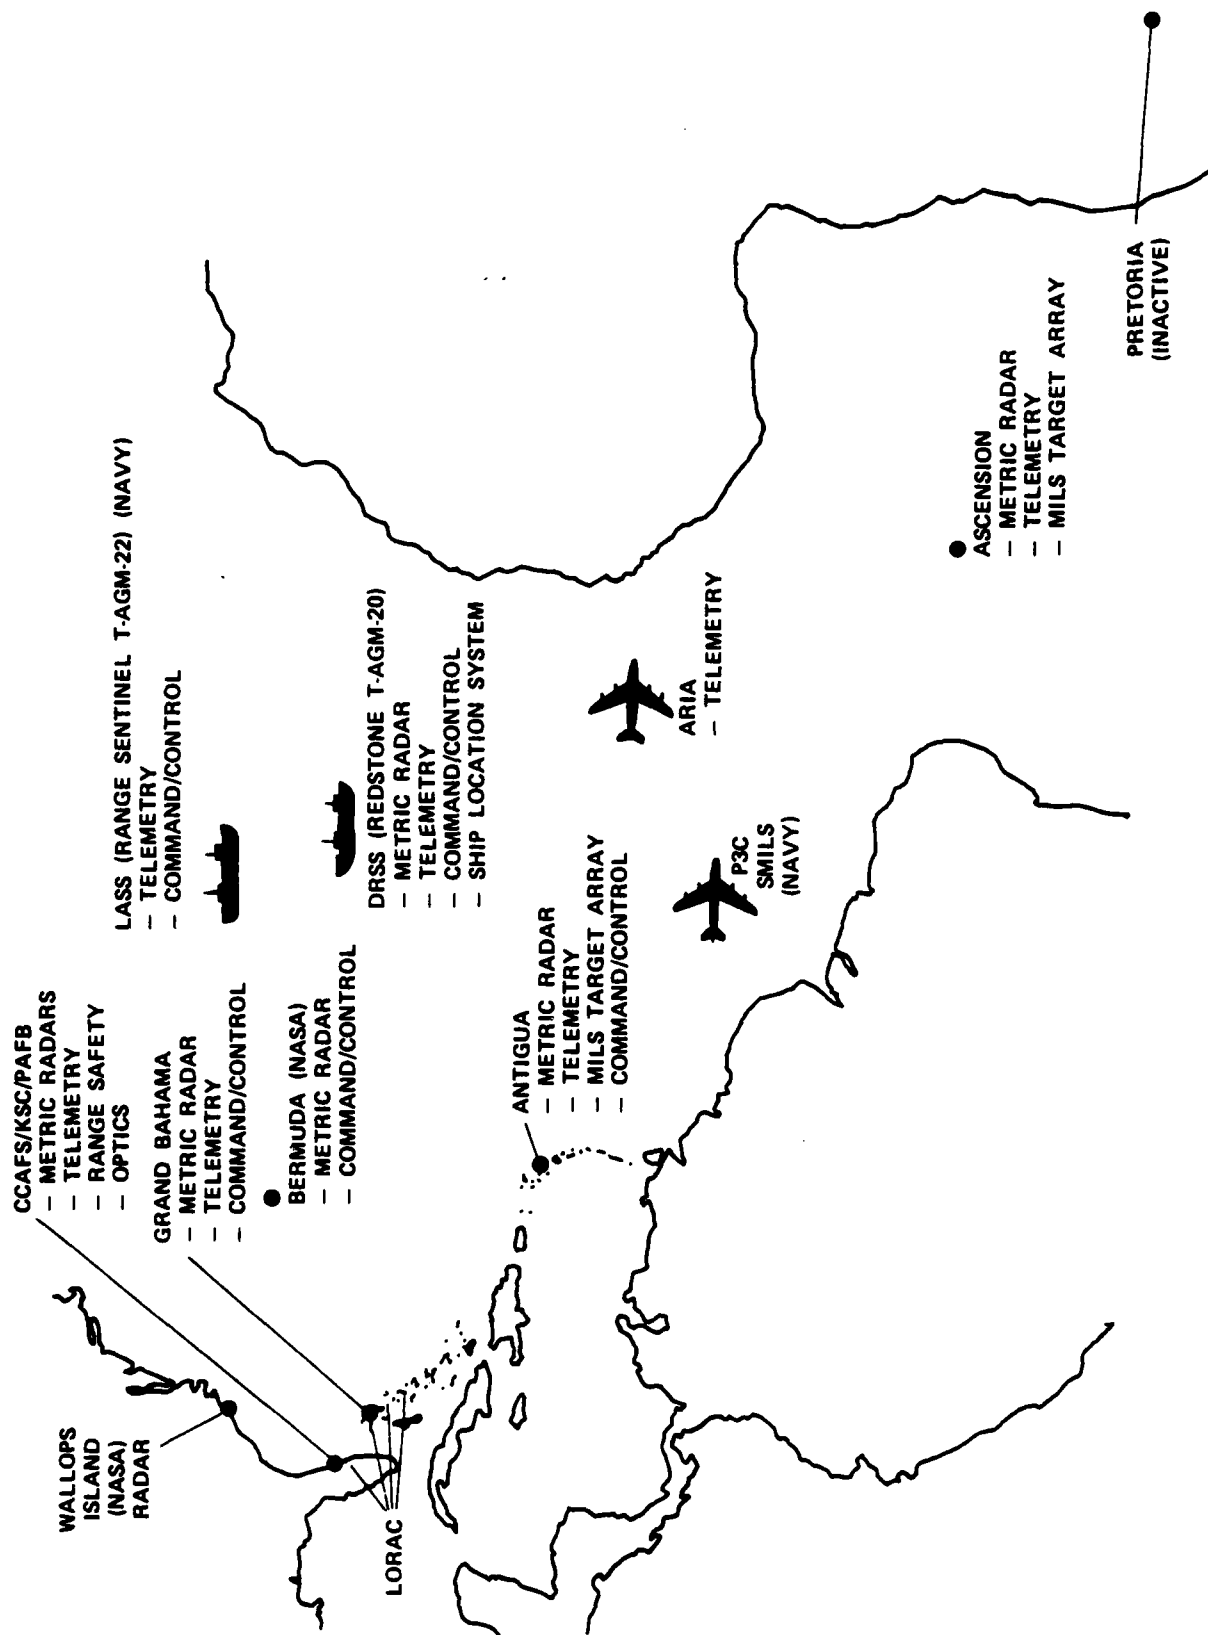 WALLOPS
ISLAND
(NASA)
RADAR
CCAFS/KSC/PAFB
– METRIC RADARS
– TELEMETRY
– RANGE SAFETY
– OPTICS
GRAND BAHAMA
– METRIC RADAR
– TELEMETRY
– COMMAND/CONTROL
BERMUDA (NASA)
– METRIC RADAR
– COMMAND/CONTROL
LASS (RANGE SENTINEL T-AGM-22) (NAVY)
– TELEMETRY
– COMMAND/CONTROL
DRSS (REDSTONE T-AGM-20)
– METRIC RADAR
– TELEMETRY
– COMMAND/CONTROL
– SHIP LOCATION SYSTEM
LORAC
ANTIGUA
– METRIC RADAR
– TELEMETRY
– MILS TARGET ARRAY
– COMMAND/CONTROL
ARIA
– TELEMETRY
P3C
SMILS
(NAVY)
ASCENSION
– METRIC RADAR
– TELEMETRY
– MILS TARGET ARRAY
PRETORIA
(INACTIVE)